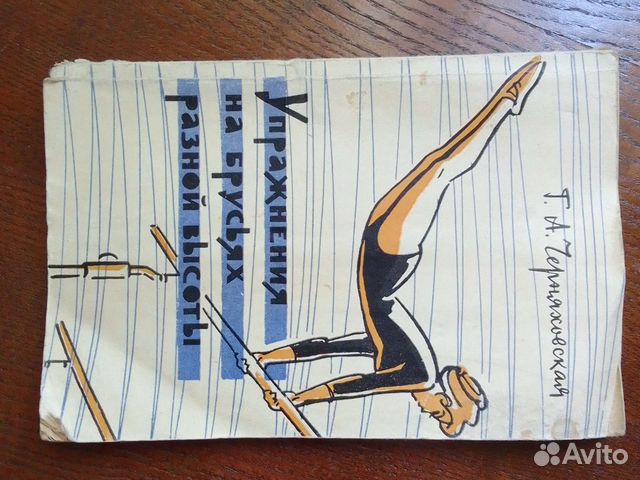 Т. А. Черняховская
Упражнения
на брусьях
разной высоты
Avito